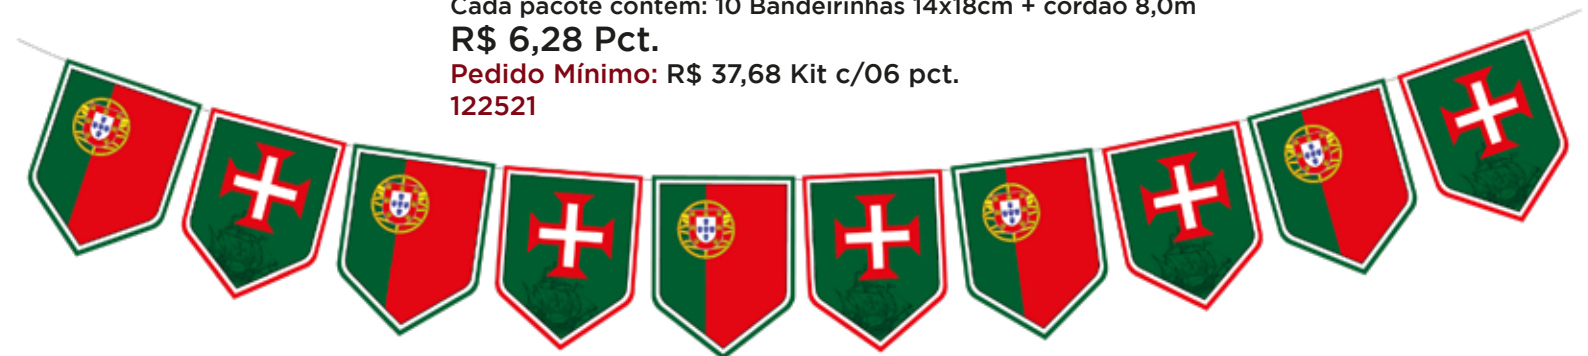 Cada pacote contém: 10 Bandeirinhas 14x18cm + cordão 8,0m
R$ 6,28 Pct.
Pedido Mínimo: R$ 37,68 Kit c/06 pct.
122521